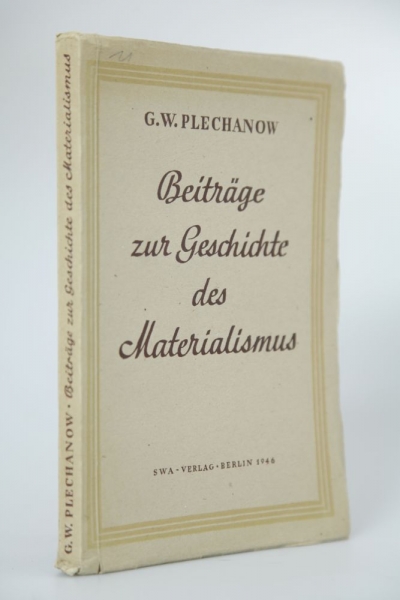 G.W. PLECHANOW
Beiträge
zur Geschichte
des
Materialismus
SWA · VERLAG · BERLIN 1946
G.W. PLECHANOW · Beiträge zur Geschichte des Materialismus